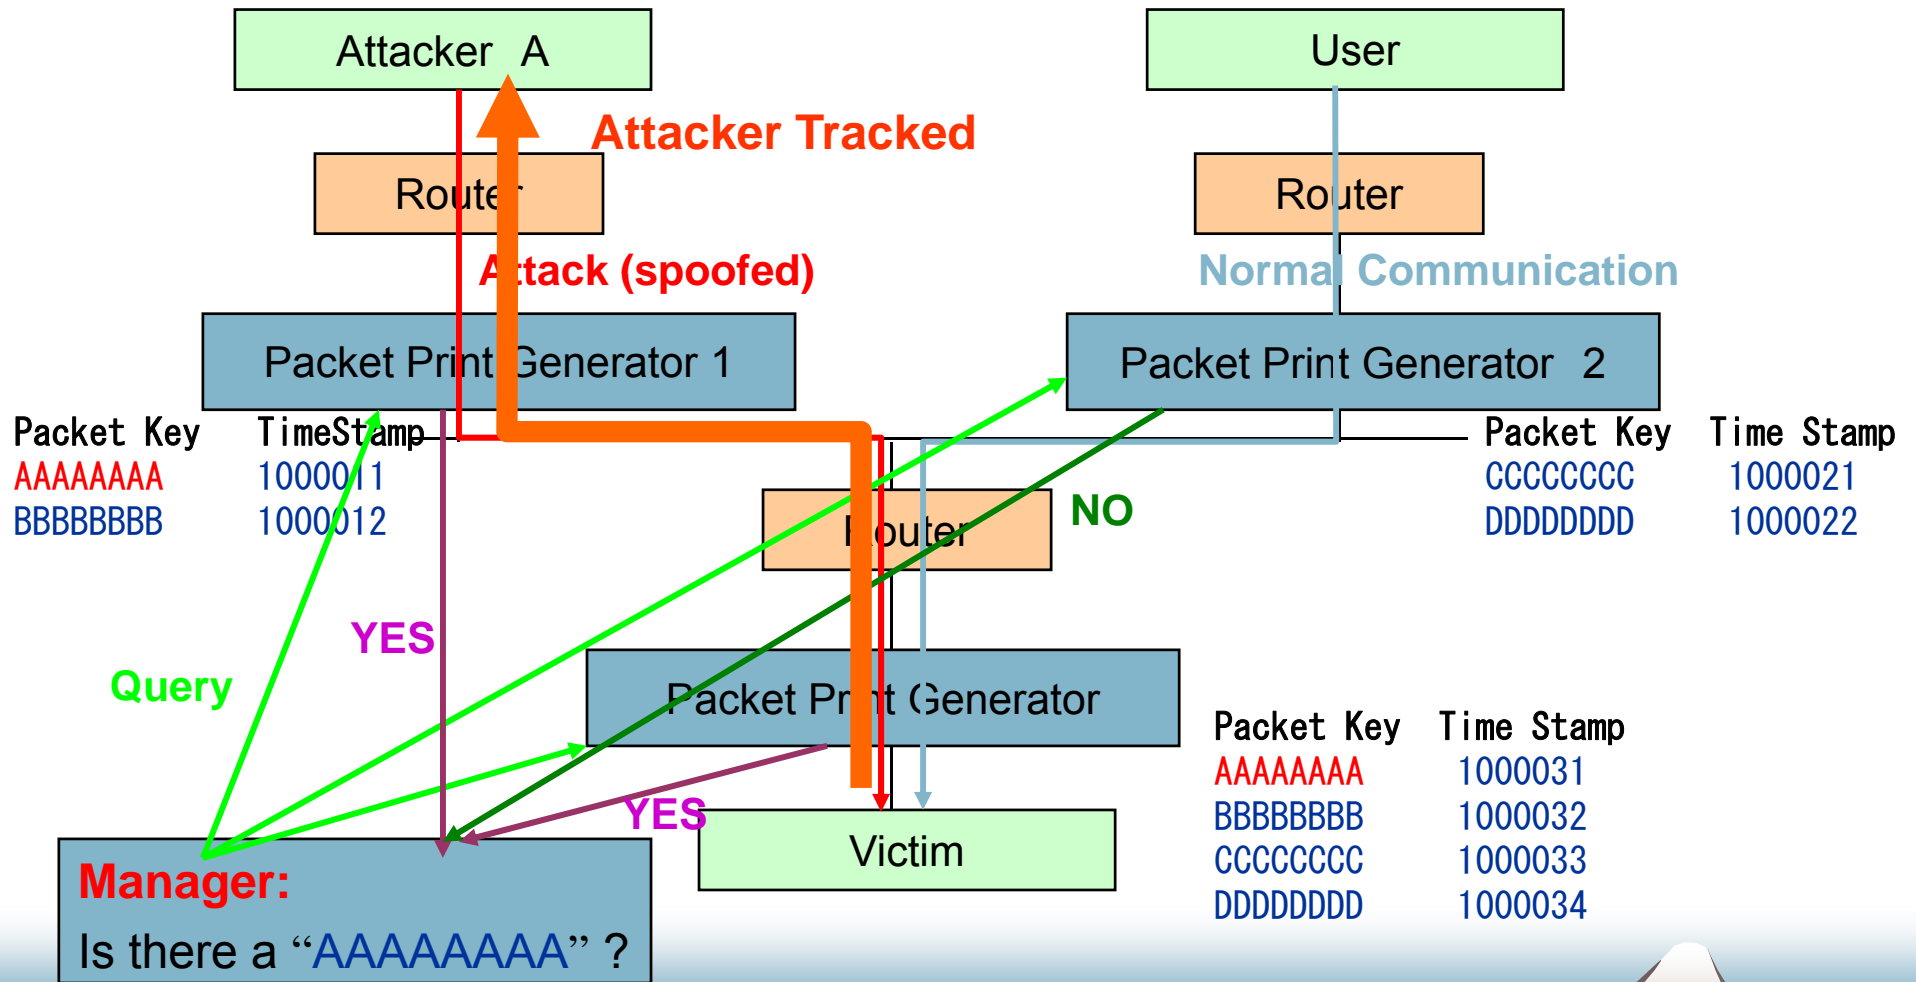 Attacker A
User
Attacker Tracked
Router
Router
Attack (spoofed)
Normal Communication
Packet Print Generator 1
Packet Print Generator 2
Packet Key TimeStamp
AAAAAAAA 1000011
BBBBBBBB 1000012
Packet Key Time Stamp
CCCCCCCC 1000021
DDDDDDDD 1000022
Router
NO
YES
Query
Packet Print Generator
Packet Key Time Stamp
AAAAAAAA 1000031
BBBBBBBB 1000032
CCCCCCCC 1000033
DDDDDDDD 1000034
YES
Victim
Manager:
Is there a “AAAAAAAA” ?